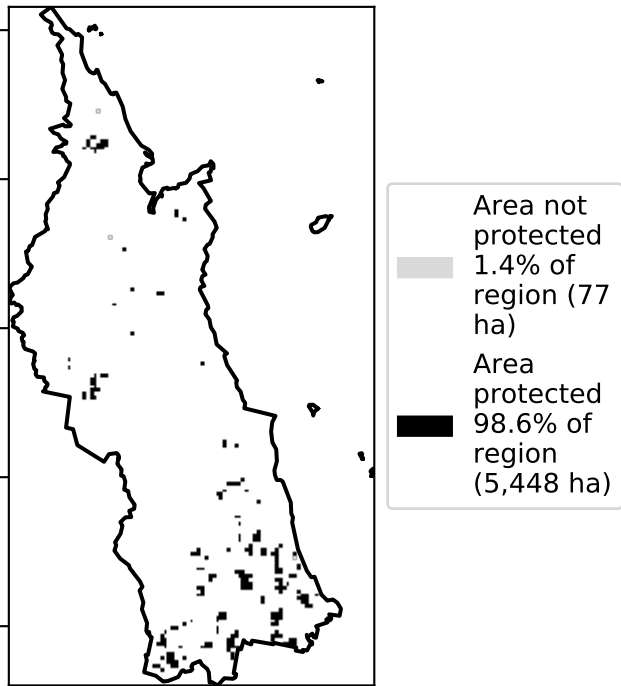 Area not
protected
1.4% of
region (77
ha)
Area
protected
98.6% of
region
(5,448 ha)